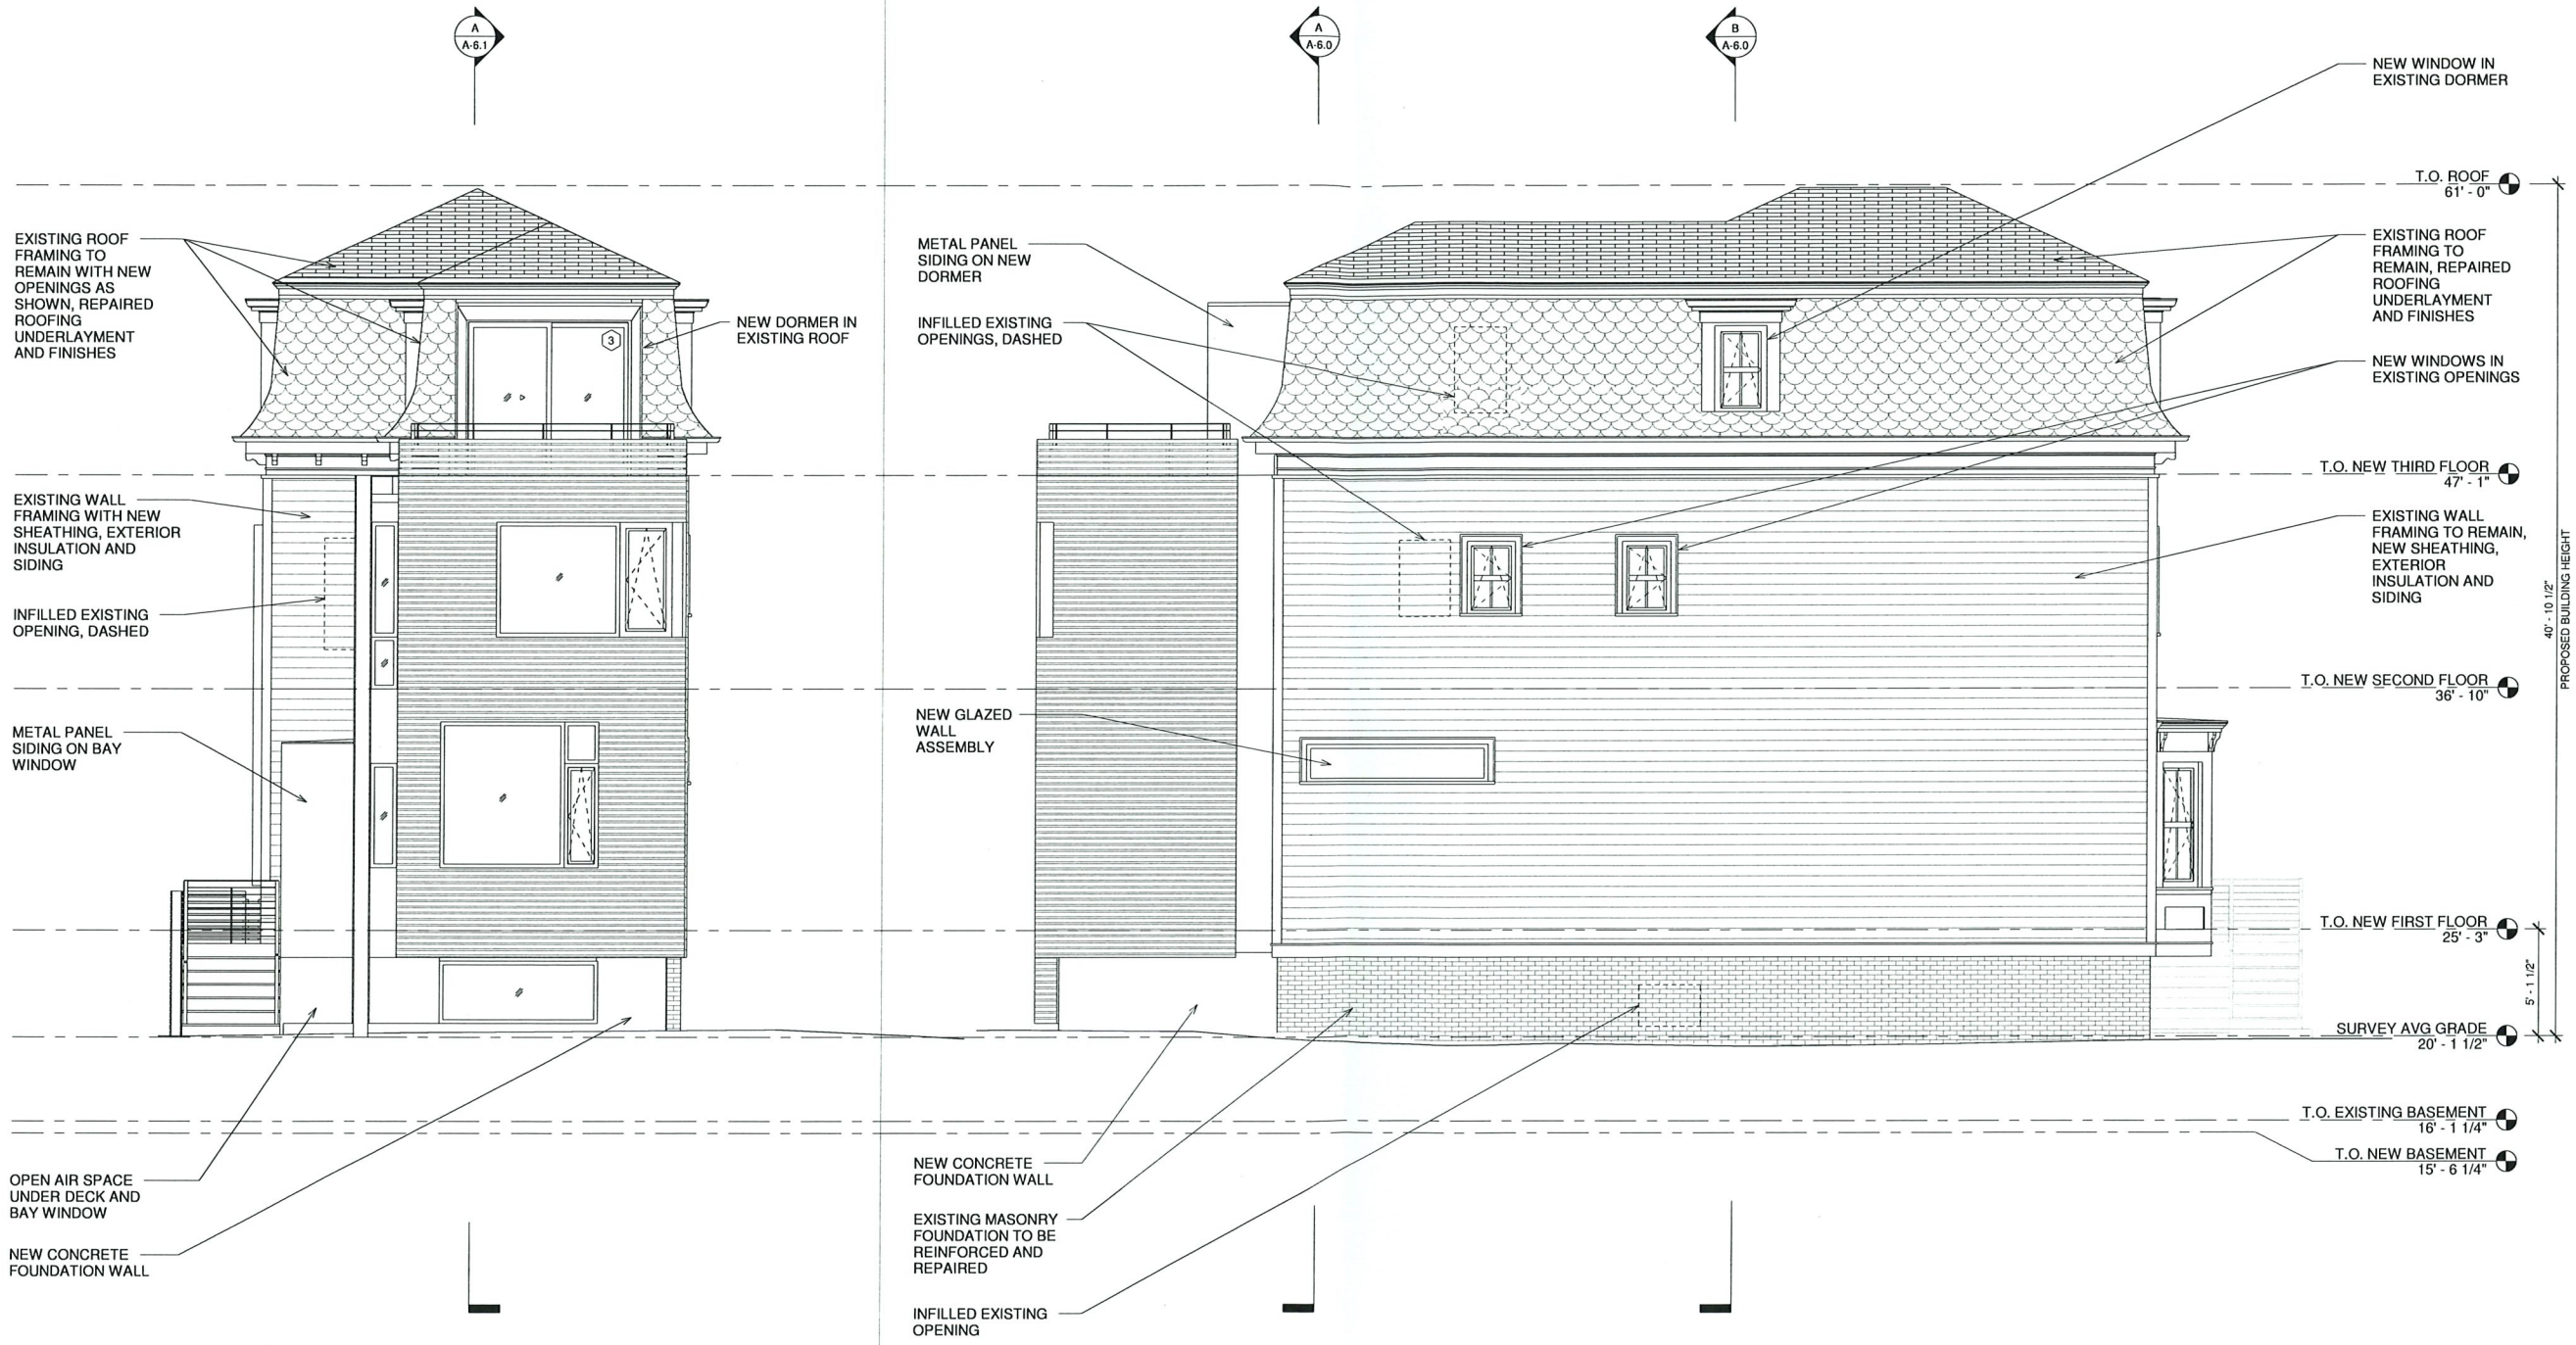 A
A-6.1
A
A-6.0
B
A-6.0
EXISTING ROOF
FRAMING TO
REMAIN WITH NEW
OPENINGS AS
SHOWN, REPAIRED
ROOFING
UNDERLAYMENT
AND FINISHES
EXISTING WALL
FRAMING WITH NEW
SHEATHING, EXTERIOR
INSULATION AND
SIDING
INFILLED EXISTING
OPENING, DASHED
METAL PANEL
SIDING ON BAY
WINDOW
OPEN AIR SPACE
UNDER DECK AND
BAY WINDOW
NEW CONCRETE
FOUNDATION WALL
3
NEW DORMER IN
EXISTING ROOF
METAL PANEL
SIDING ON NEW
DORMER
INFILLED EXISTING
OPENINGS, DASHED
NEW GLAZED
WALL
ASSEMBLY
NEW CONCRETE
FOUNDATION WALL
EXISTING MASONRY
FOUNDATION TO BE
REINFORCED AND
REPAIRED
INFILLED EXISTING
OPENING
NEW WINDOW IN
EXISTING DORMER
T.O. ROOF
61' - 0"
EXISTING ROOF
FRAMING TO
REMAIN, REPAIRED
ROOFING
UNDERLAYMENT
AND FINISHES
NEW WINDOWS IN
EXISTING OPENINGS
T.O. NEW THIRD FLOOR
47' - 1"
EXISTING WALL
FRAMING TO REMAIN,
NEW SHEATHING,
EXTERIOR
INSULATION AND
SIDING
T.O. NEW SECOND FLOOR
36' - 10"
T.O. NEW FIRST FLOOR
25' - 3"
SURVEY AVG GRADE
20' - 1 1/2"
T.O. EXISTING BASEMENT
16' - 1 1/4"
T.O. NEW BASEMENT
15' - 6 1/4"
40' - 10 1/2"
PROPOSED BUILDING HEIGHT
5' - 1 1/2"